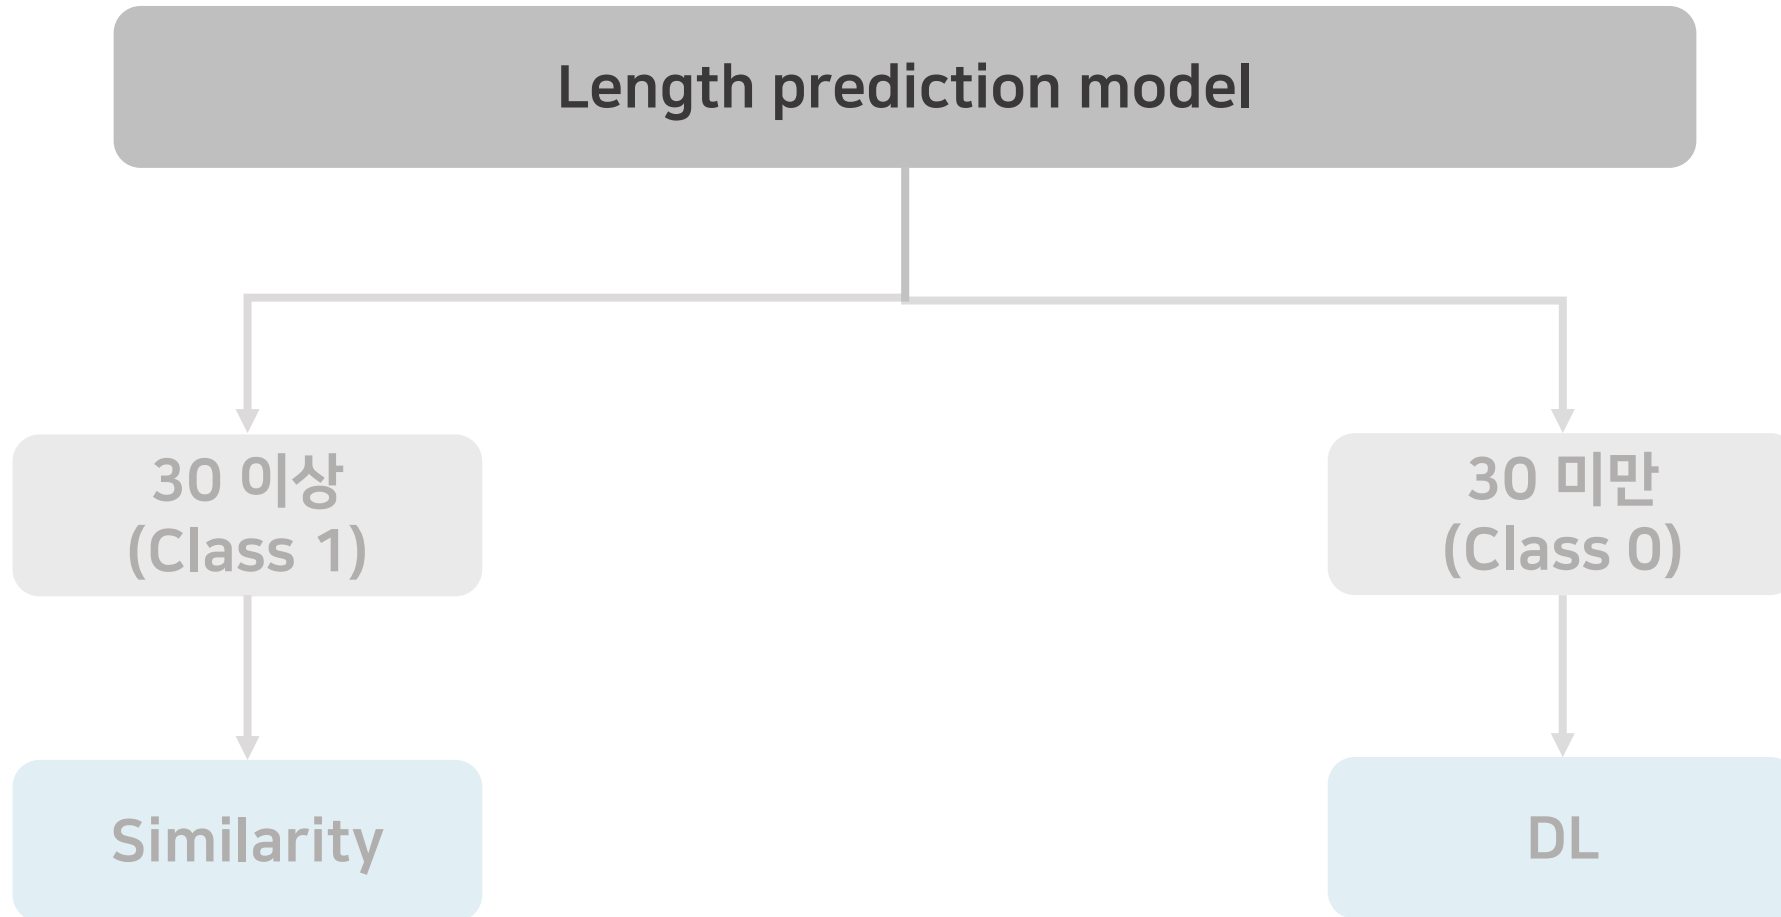 Length prediction model
30 이상
(Class 1)
30 미만
(Class 0)
Similarity
DL